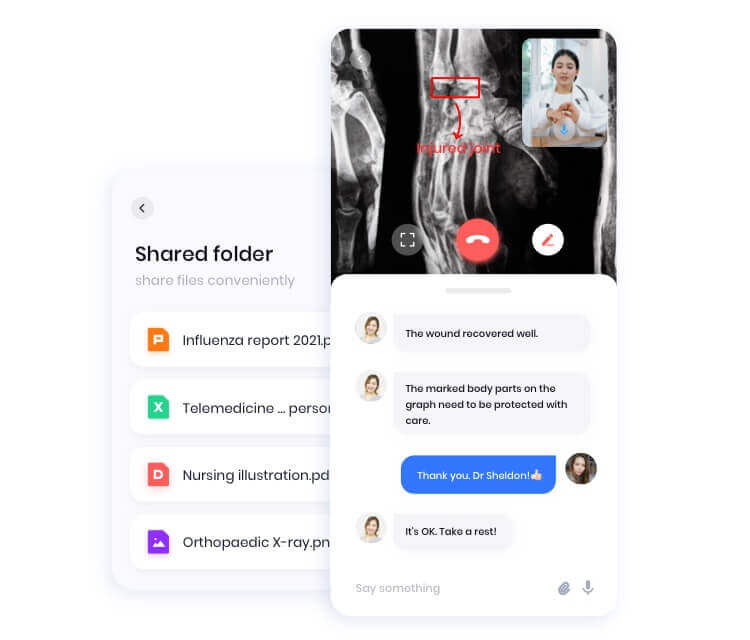 Injured joint
Shared folder
share files conveniently
Influenza report 2021.p
Telemedicine ... person
Nursing illustration.pd
Orthopaedic X-ray.pn
The wound recovered well.
The marked body parts on the
graph need to be protected with
care.
Thank you, Dr Sheldon!👍🏻
It's OK. Take a rest!
Say something